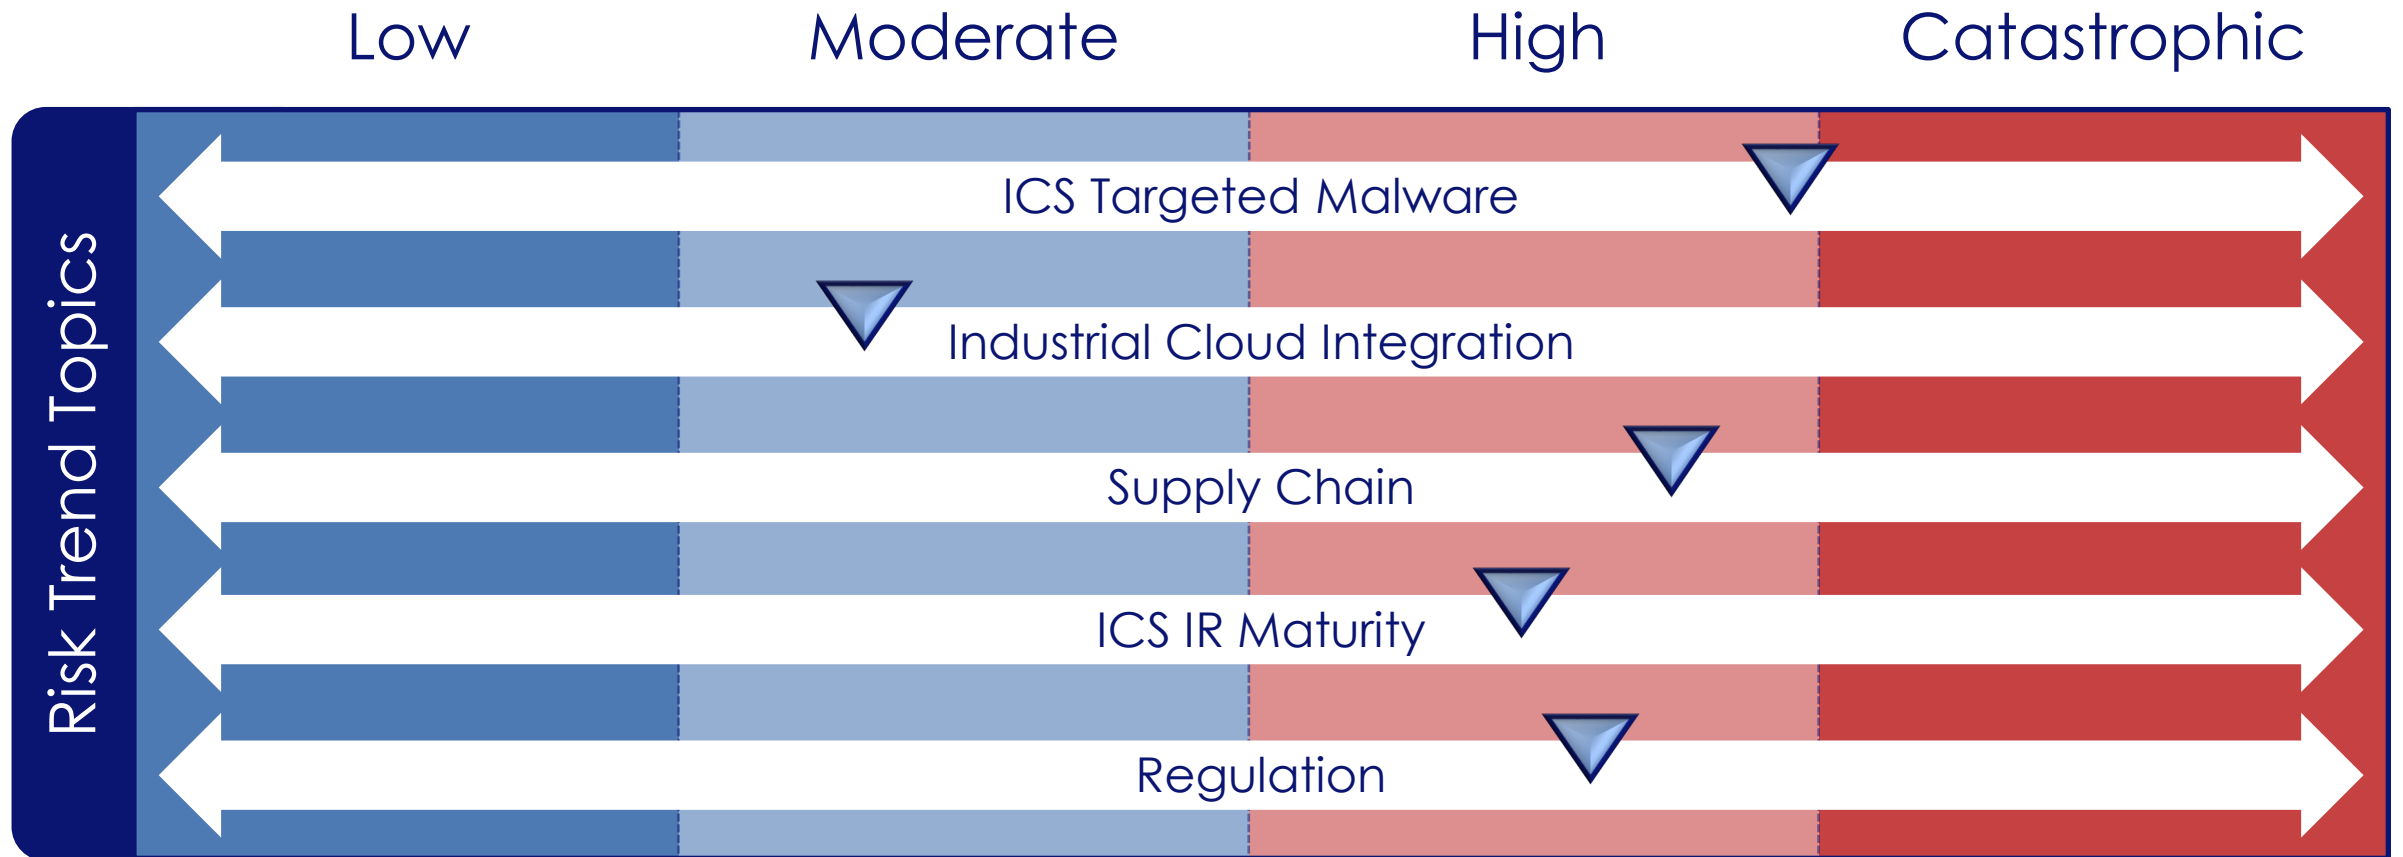 Low Moderate High Catastrophic
Risk Trend Topics
ICS Targeted Malware
Industrial Cloud Integration
Supply Chain
ICS IR Maturity
Regulation